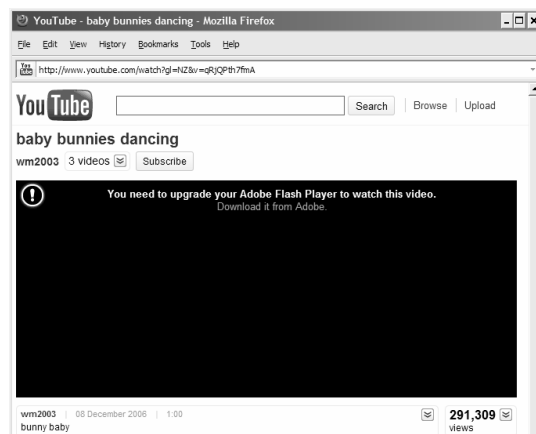 YouTube - baby bunnies dancing - Mozilla Firefox
File Edit View History Bookmarks Tools Help
You Tube http://www.youtube.com/watch?gl=NZ&v=qRjQPth7fmA
YouTube Search Browse Upload
baby bunnies dancing
wm2003 3 videos Subscribe
You need to upgrade your Adobe Flash Player to watch this video.
Download it from Adobe.
wm2003 | 08 December 2006 | 1:00 291,309
bunny baby views